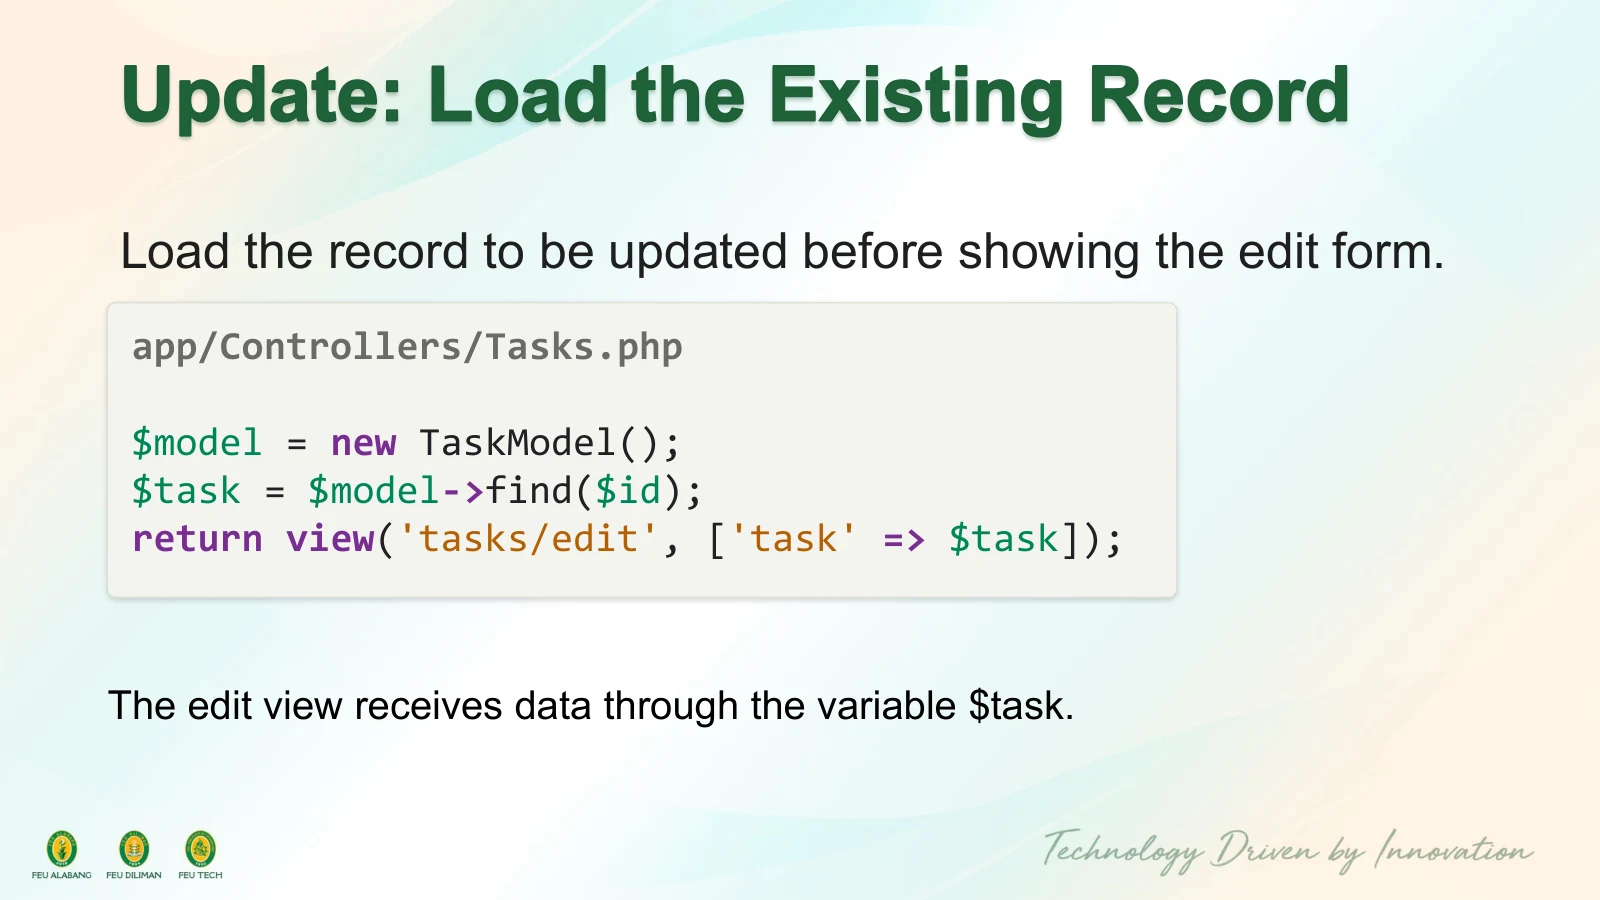 Update: Load the Existing Record
Load the record to be updated before showing the edit form.
app/Controllers/Tasks.php
$model = new TaskModel();
$task = $model->find($id);
return view('tasks/edit', ['task' => $task]);
The edit view receives data through the variable $task.
FEU ALABANG
FEU DILIMAN
FEU TECH
Technology Driven by Innovation